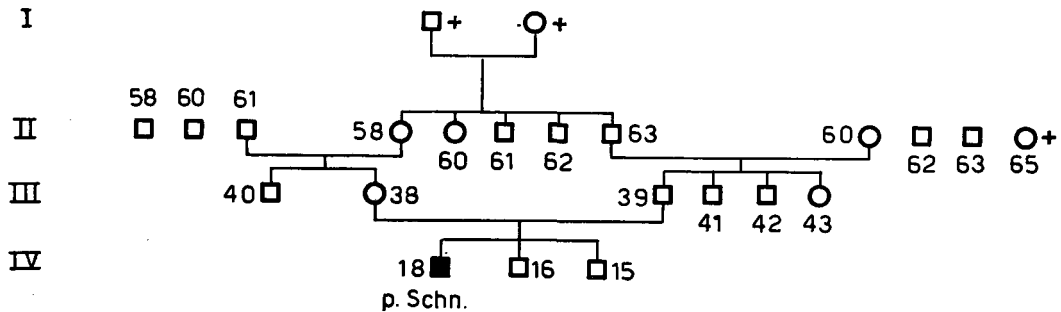 I + +
58 60 61
II 58 63 60 +
60 61 62 62 63 65
III 40 38 39
41 42 43
IV 18 16 15
p. Schn.